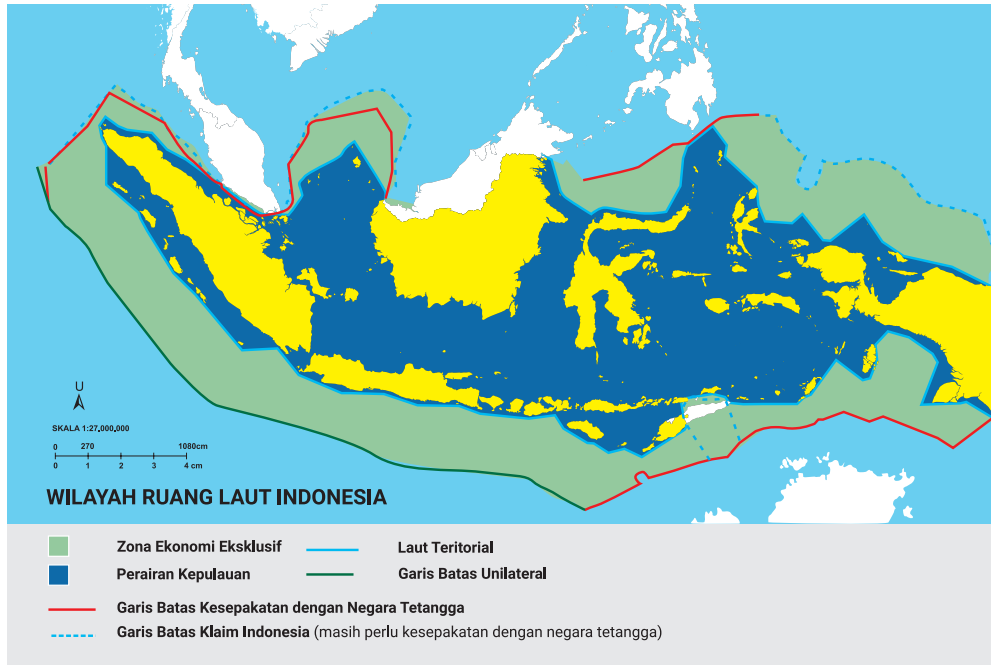 U
SKALA 1:27,000,000
0 270 1080cm
0 1 2 3 4 cm
WILAYAH RUANG LAUT INDONESIA
Zona Ekonomi Eksklusif
Laut Teritorial
Perairan Kepulauan
Garis Batas Unilateral
Garis Batas Kesepakatan dengan Negara Tetangga
Garis Batas Klaim Indonesia (masih perlu kesepakatan dengan negara tetangga)